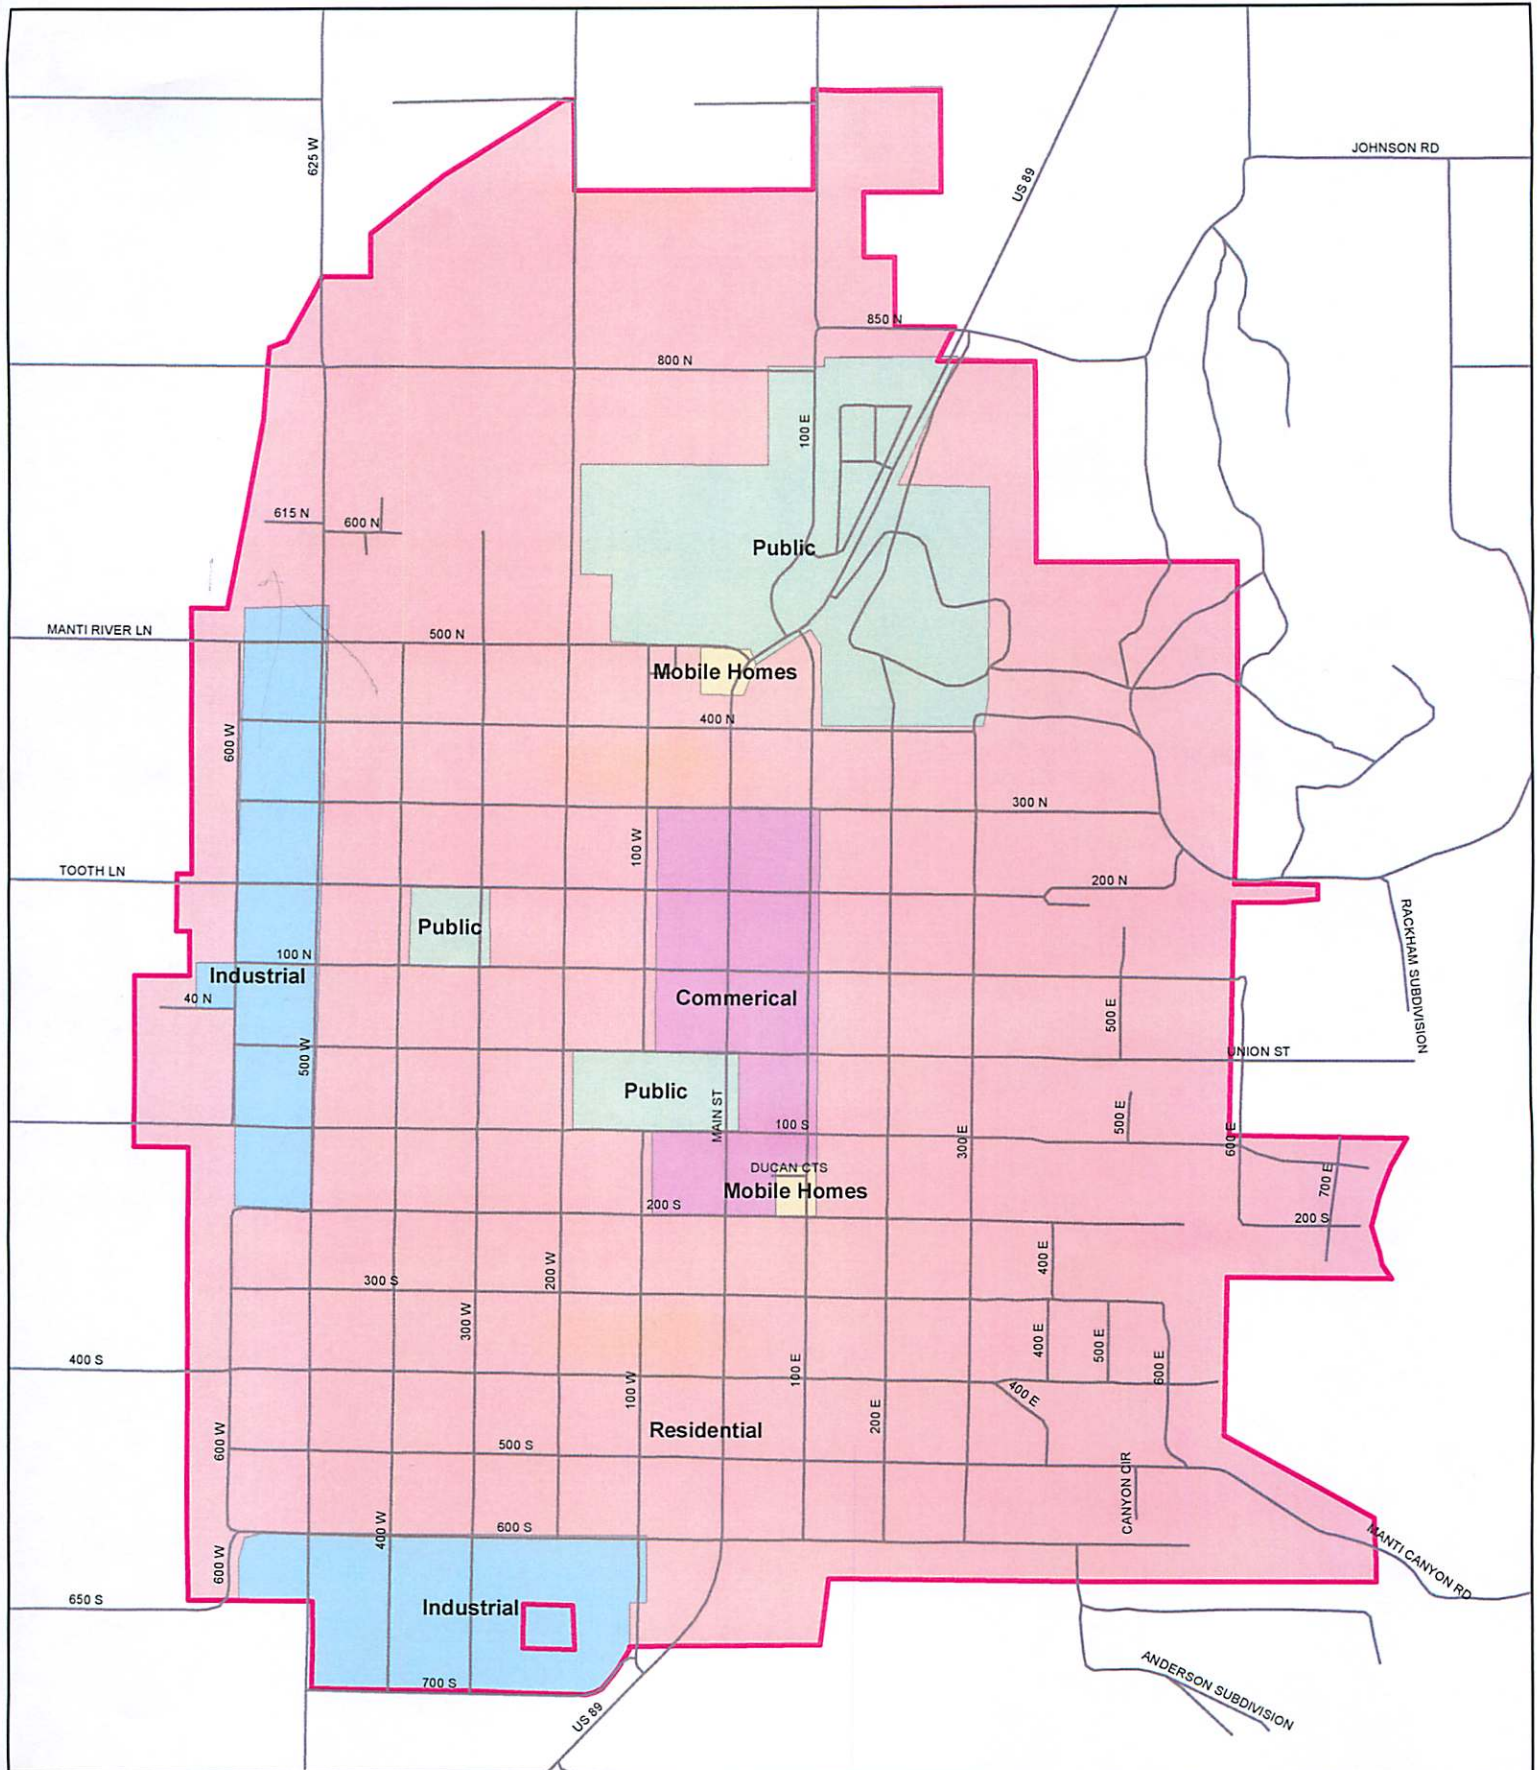 625 W
JOHNSON RD
US 89
850 N
800 N
100 E
615 N
600 N
Public
MANTI RIVER LN
500 N
Mobile Homes
400 N
600 W
300 N
100 W
TOOTH LN
200 N
Public
RACKHAM SUBDIVISION
100 N
Industrial
40 N
Commerical
500 E
500 W
UNION ST
Public
MAIN ST
100 S
500 E
300 E
600 E
DUCAN CTS
Mobile Homes
700 E
200 S
200 S
400 E
200 W
300 S
300 W
400 E
500 E
600 E
400 S
100 W
100 E
400 E
200 E
Residential
600 W
500 S
CANYON CIR
400 W
600 S
MANTI CANYON RD
600 W
650 S
Industrial
700 S
ANDERSON SUBDIVISION
US 89